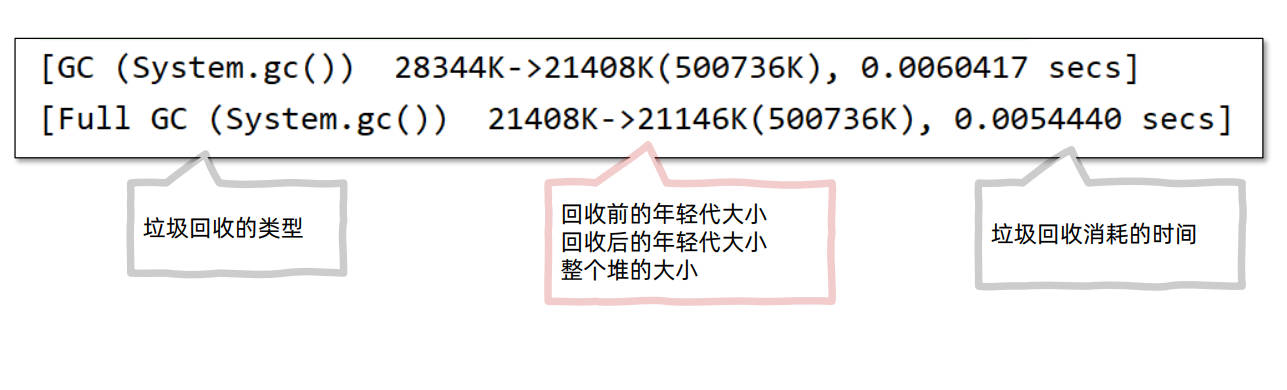 [GC (System.gc())  28344K->21408K(500736K), 0.0060417 secs]
[Full GC (System.gc())  21408K->21146K(500736K), 0.0054440 secs]
垃圾回收的类型
回收前的年轻代大小
回收后的年轻代大小
整个堆的大小
垃圾回收消耗的时间